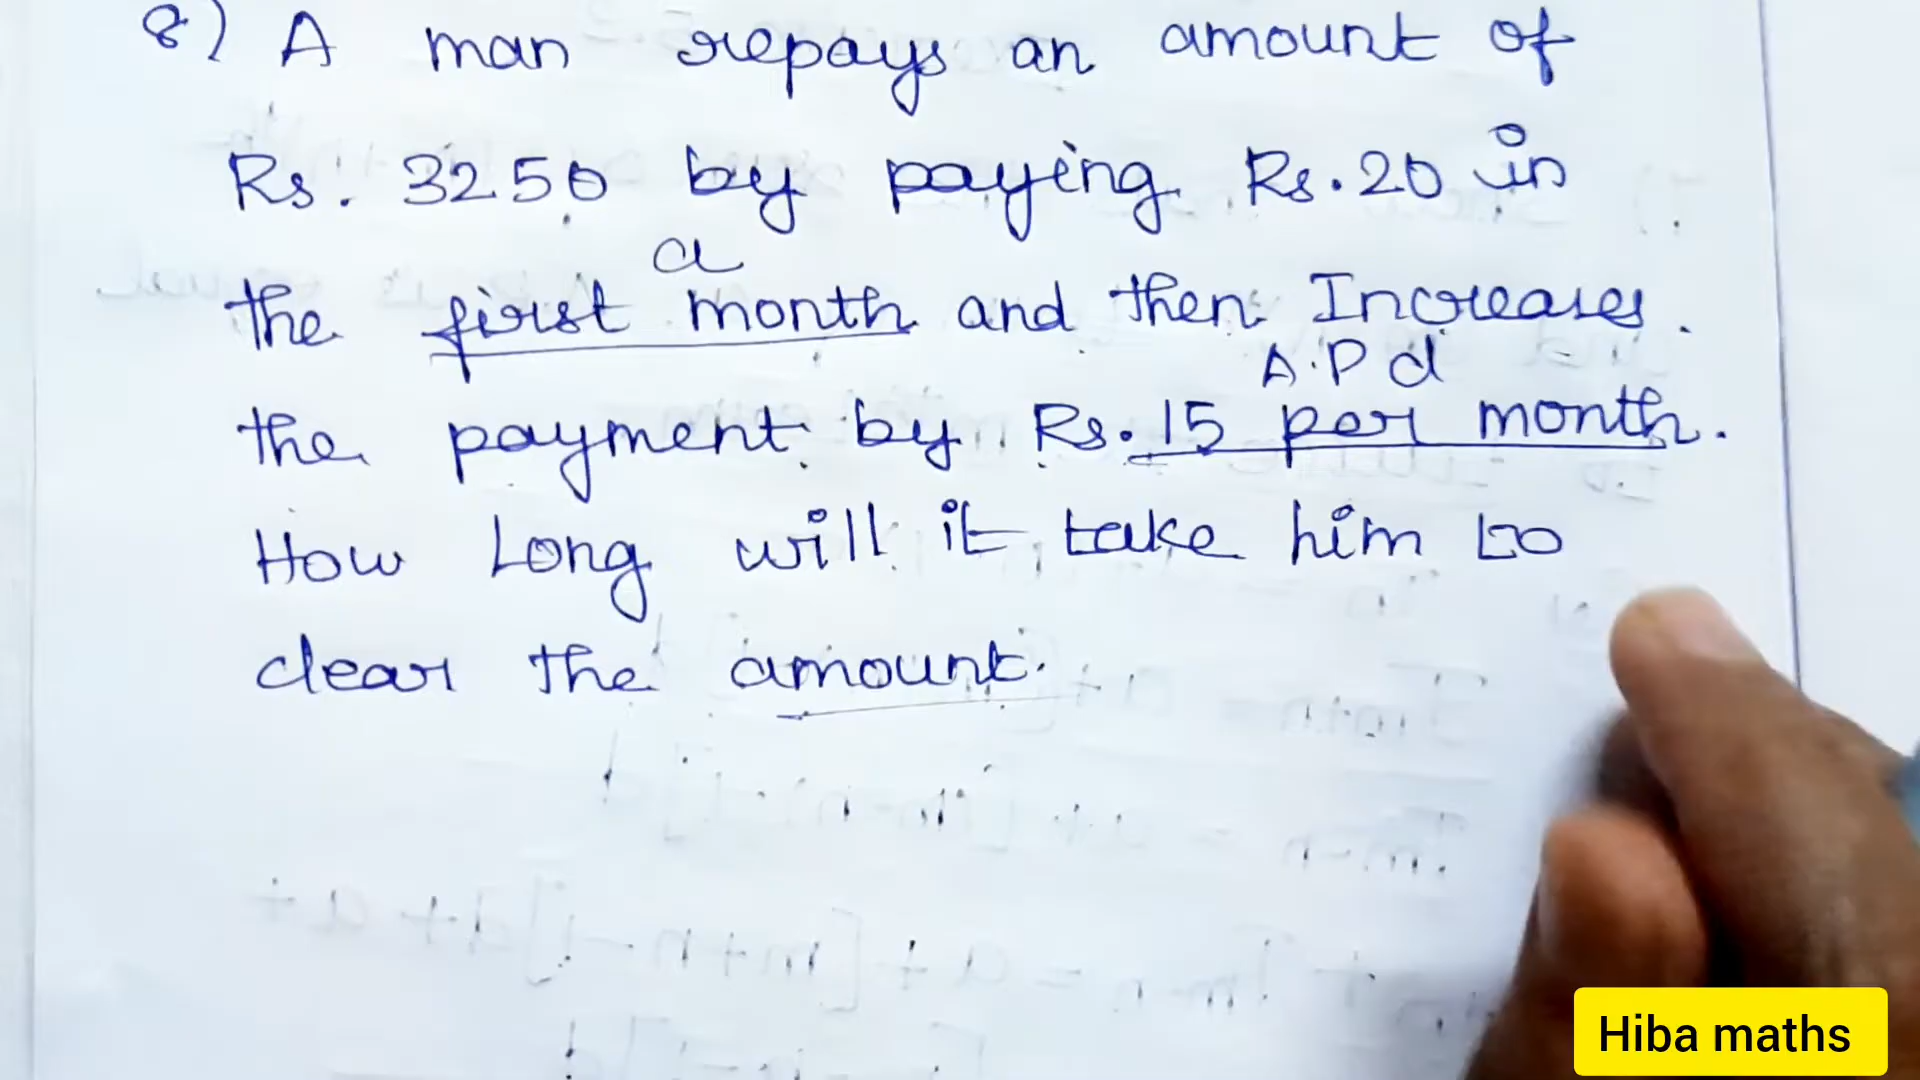 8) A man repays an amount of
Rs. 3250 by paying Rs.20 in
a
the first month and then Increases
A.P d
the payment by Rs.15 per month.
How Long will it take him to
clear the amount.
Hiba maths